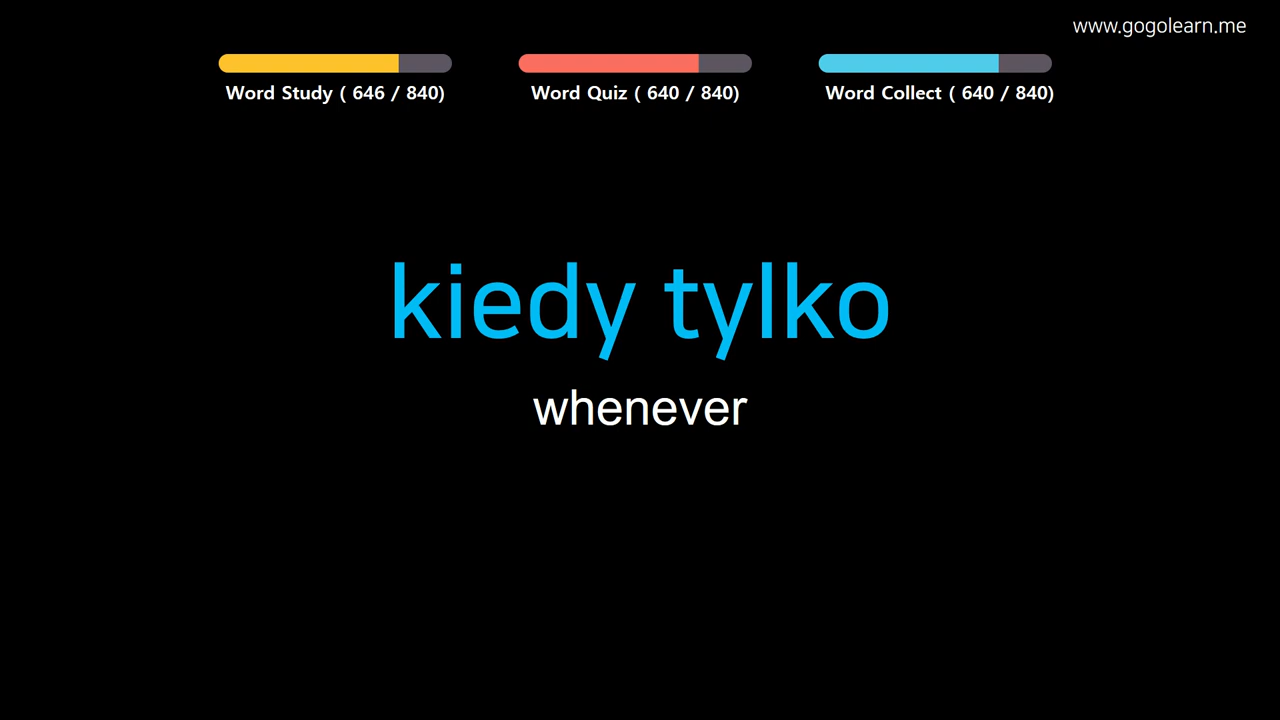 www.gogolearn.me
Word Study ( 646 / 840)
Word Quiz ( 640 / 840)
Word Collect ( 640 / 840)
kiedy tylko
whenever